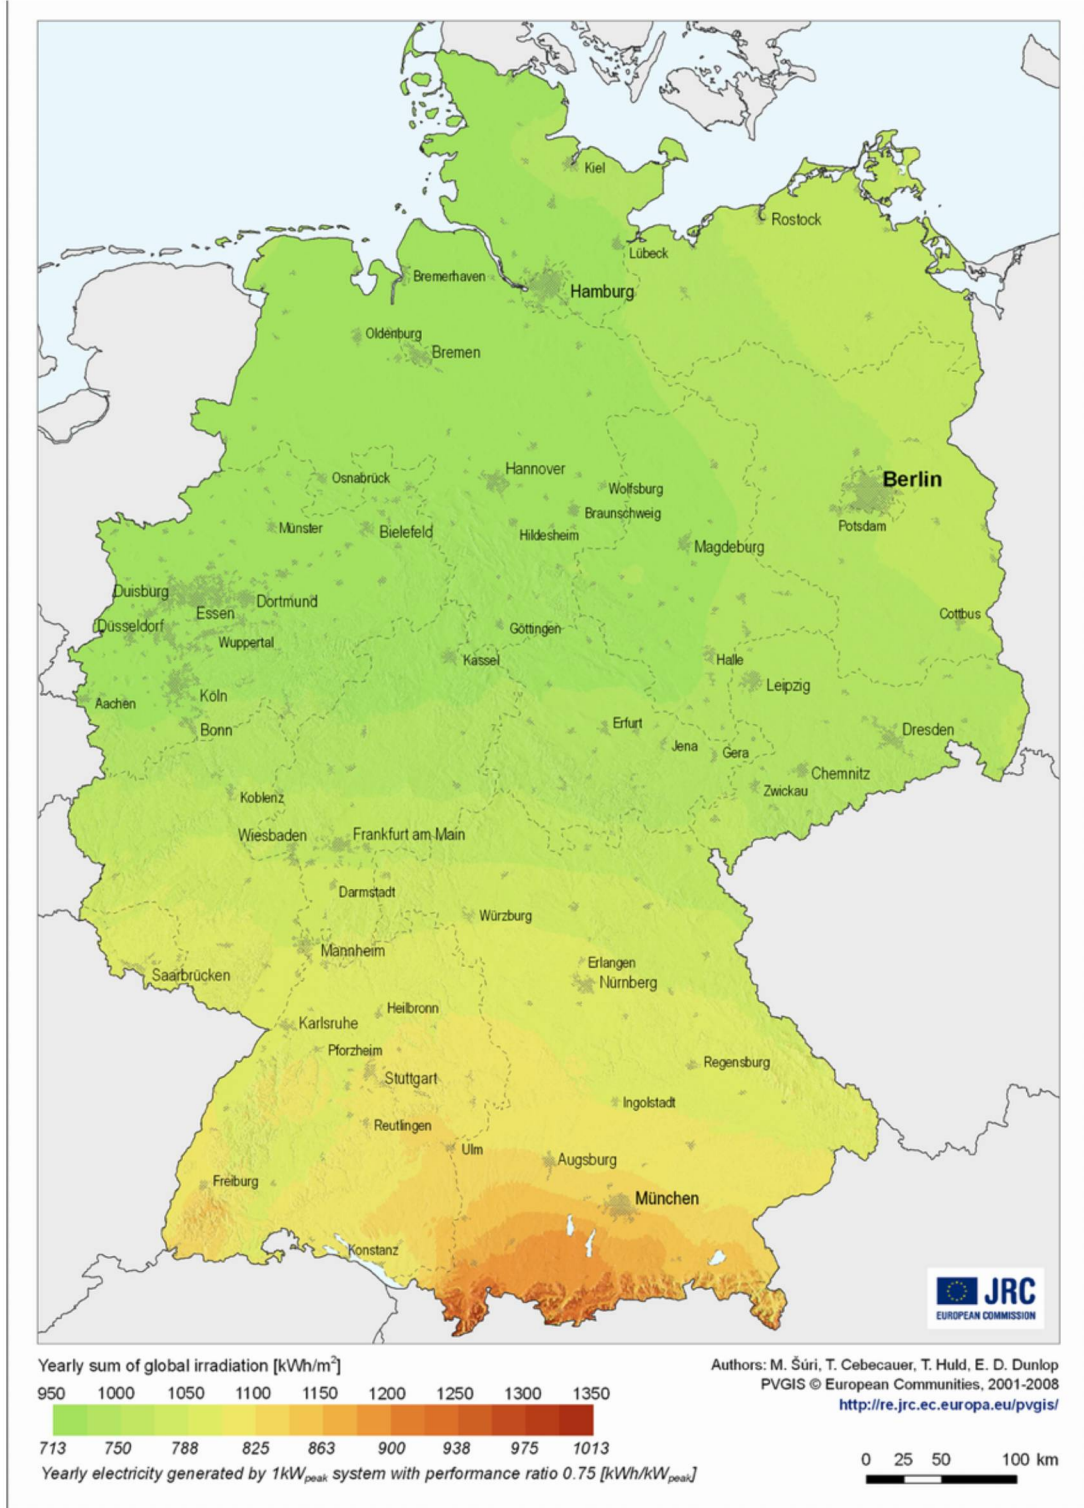 Kiel
Rostock
Lübeck
Bremerhaven
Hamburg
Oldenburg
Bremen
Hannover
Osnabrück
Wolfsburg
Berlin
Braunschweig
Münster
Bielefeld
Hildesheim
Potsdam
Magdeburg
Duisburg
Dortmund
Essen
Cottbus
Düsseldorf
Göttingen
Wuppertal
Kassel
Halle
Leipzig
Köln
Aachen
Bonn
Erfurt
Dresden
Jena
Gera
Chemnitz
Zwickau
Koblenz
Wiesbaden
Frankfurt am Main
Darmstadt
Würzburg
Mannheim
Erlangen
Saarbrücken
Nürnberg
Heilbronn
Karlsruhe
Pforzheim
Regensburg
Stuttgart
Ingolstadt
Reutlingen
Ulm
Augsburg
Freiburg
München
Konstanz
JRC
EUROPEAN COMMISSION
Yearly sum of global irradiation [kWh/m²]
950 1000 1050 1100 1150 1200 1250 1300 1350
713 750 788 825 863 900 938 975 1013
Yearly electricity generated by 1kWpeak system with performance ratio 0.75 [kWh/kWpeak]
Authors: M. Šúri, T. Cebecauer, T. Huld, E. D. Dunlop
PVGIS © European Communities, 2001-2008
http://re.jrc.ec.europa.eu/pvgis/
0 25 50 100 km